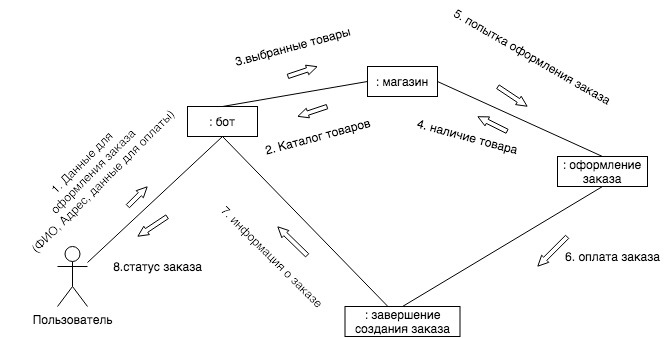 5. попытка оформления заказа
3.выбранные товары
: магазин
: бот
2. Каталог товаров
4. наличие товара
1. Данные для
оформления заказа
(ФИО, Адрес, данные для оплаты)
: оформление
заказа
7. информация о заказе
6. оплата заказа
8.статус заказа
Пользователь
: завершение
создания заказа